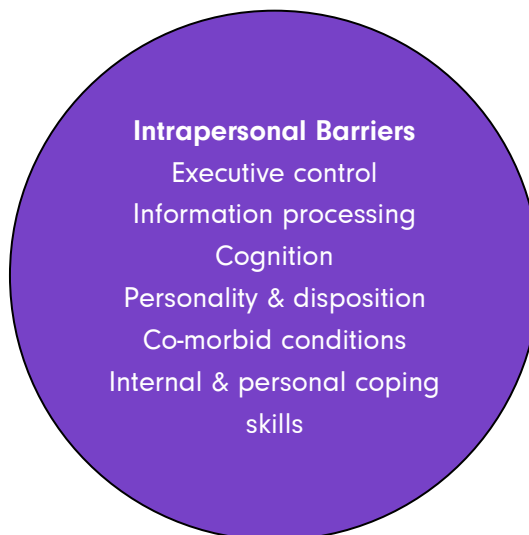 Intrapersonal Barriers
Executive control
Information processing
Cognition
Personality & disposition
Co-morbid conditions
Internal & personal coping
skills